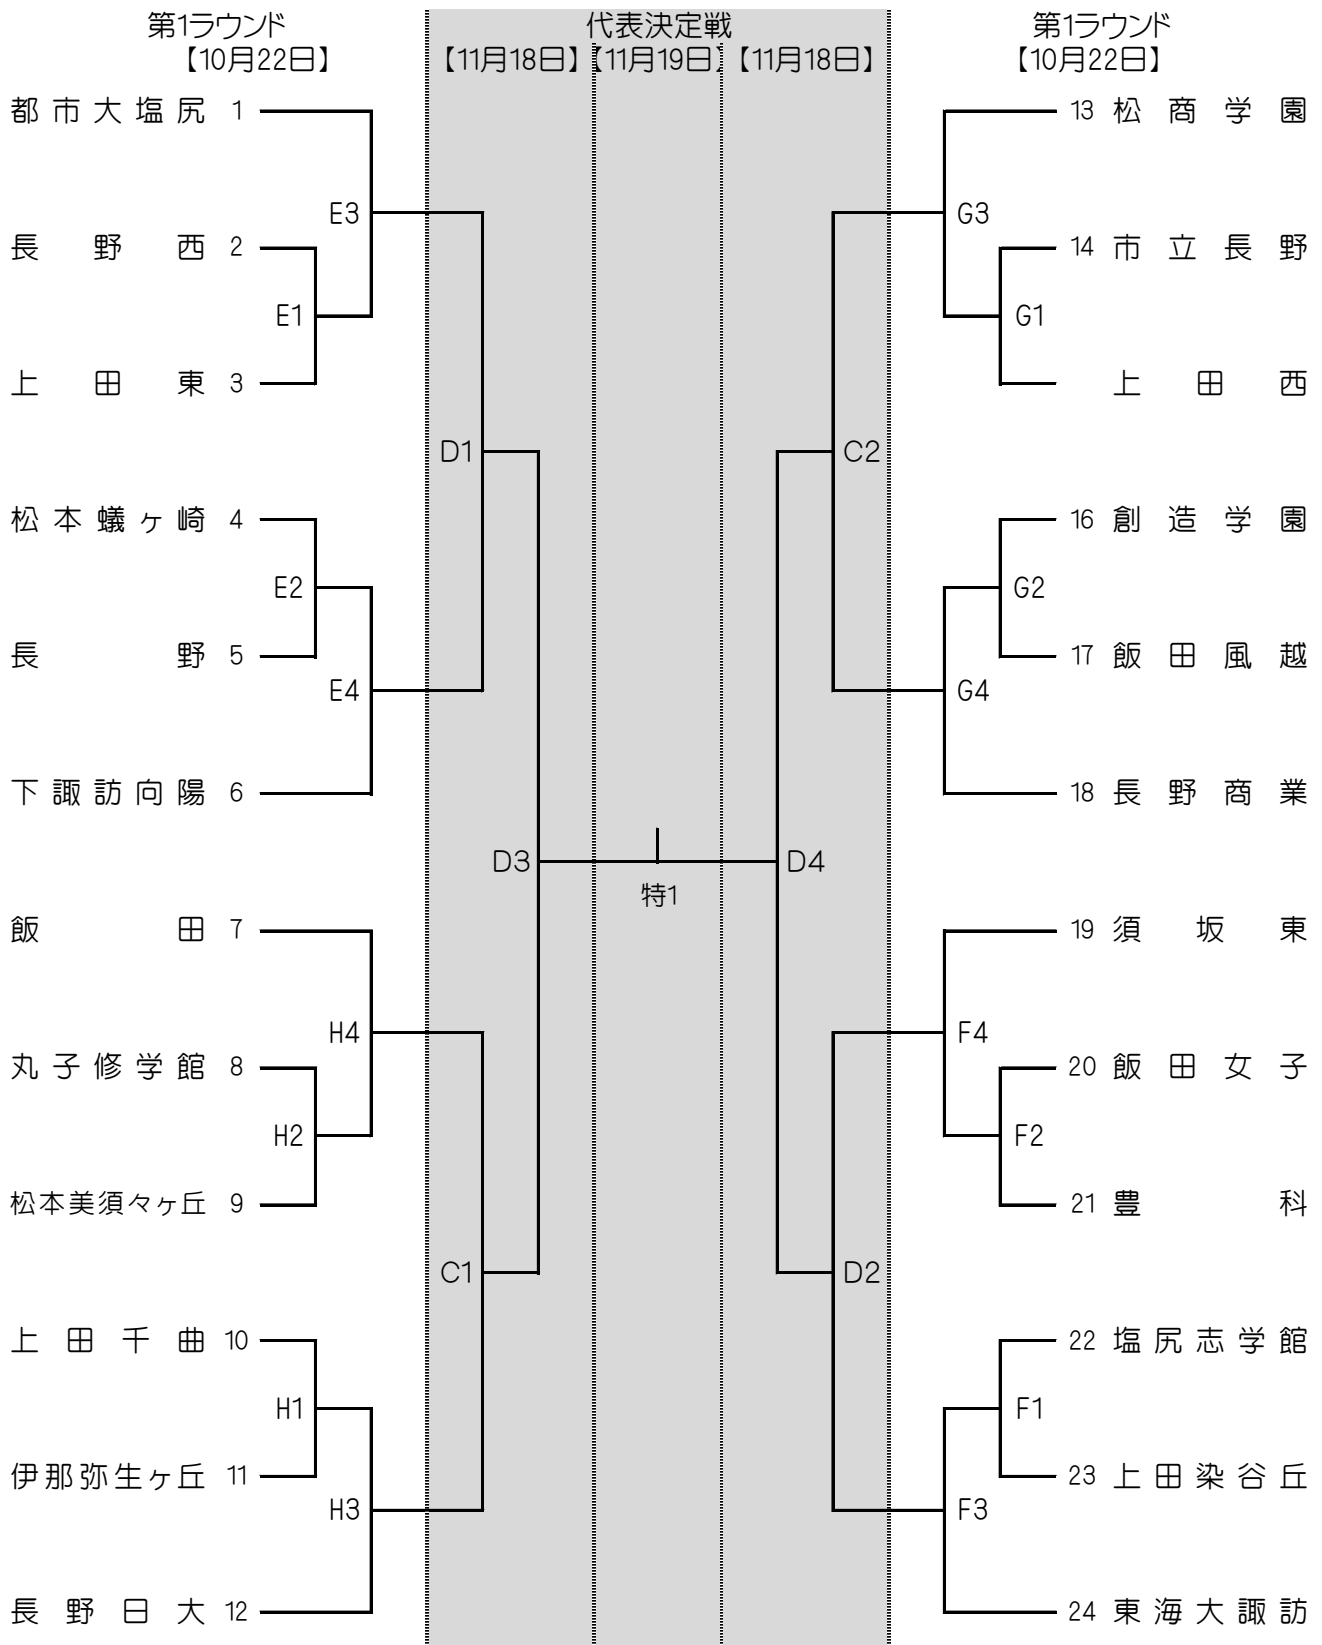 第1ラウンド 代表決定戦 第1ラウンド
【10月22日】 【11月18日】 【11月19日】 【11月18日】 【10月22日】
都市大塩尻 1 13 松商学園
E3 G3
長野西 2 14 市立長野
E1 G1
上田東 3 上田西
D1 C2
松本蟻ヶ崎 4 16 創造学園
E2 G2
長野 5 17 飯田風越
E4 G4
下諏訪向陽 6 18 長野商業
D3 D4
特1
飯田 7 19 須坂東
H4 F4
丸子修学館 8 20 飯田女子
H2 F2
松本美須々ヶ丘 9 21 豊科
C1 D2
上田千曲 10 22 塩尻志学館
H1 F1
伊那弥生ヶ丘 11 23 上田染谷丘
H3 F3
長野日大 12 24 東海大諏訪